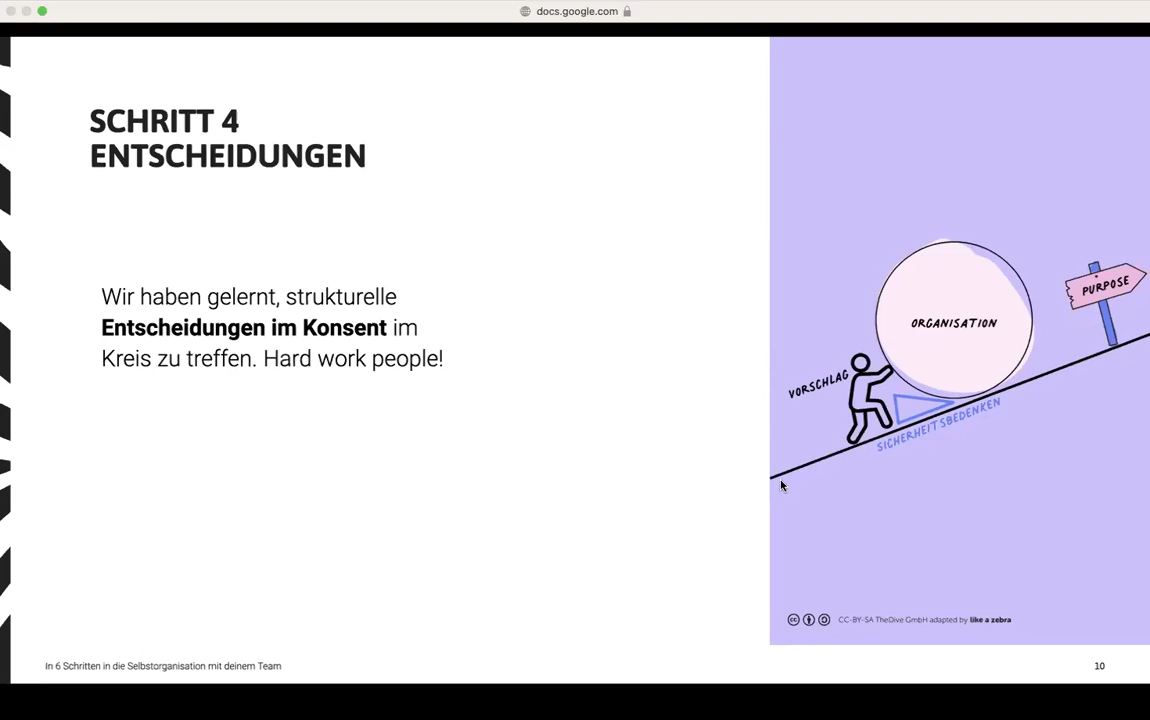 docs.google.com
SCHRITT 4
ENTSCHEIDUNGEN
Wir haben gelernt, strukturelle
Entscheidungen im Konsent im
Kreis zu treffen. Hard work people!
PURPOSE
ORGANISATION
VORSCHLAG
SICHERHEITSBEDENKEN
cc
CC-BY-SA TheDive GmbH adapted by like a zebra
In 6 Schritten in die Selbstorganisation mit deinem Team
10